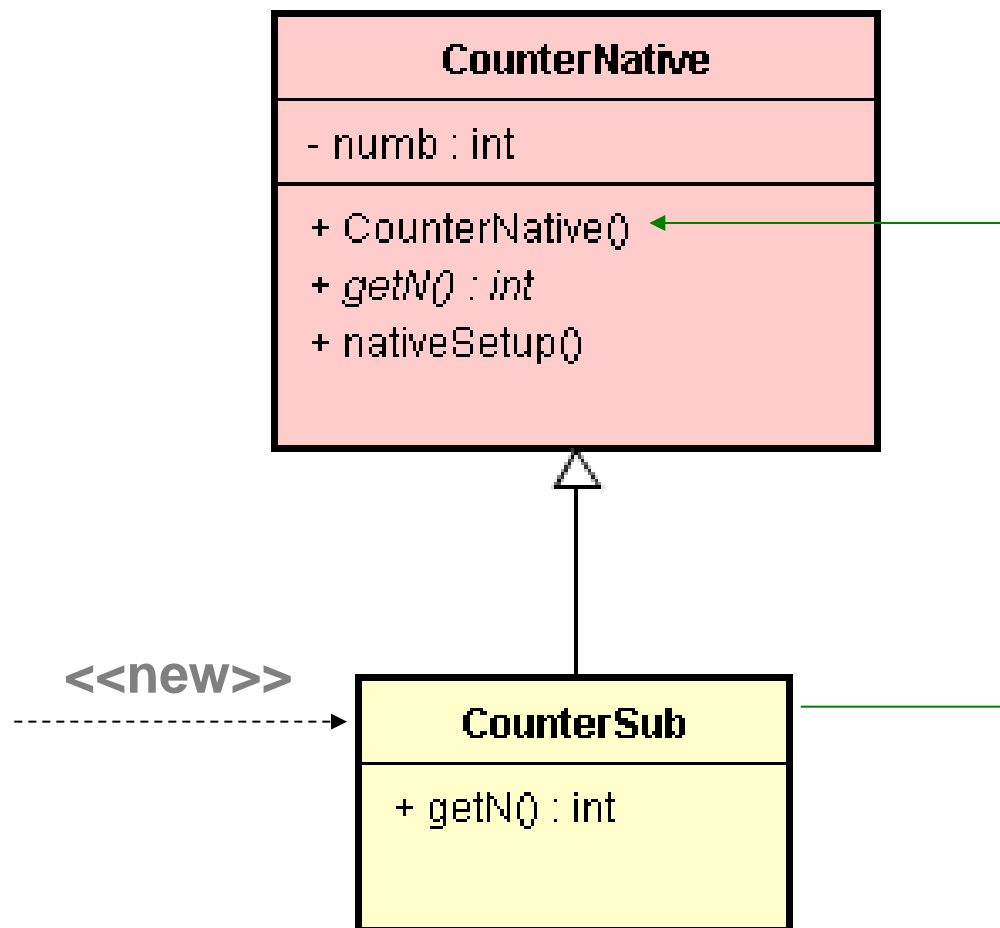 CounterNative
- numb : int
+ CounterNative()
+ getN() : int
+ nativeSetup()
<<new>>
CounterSub
+ getN() : int